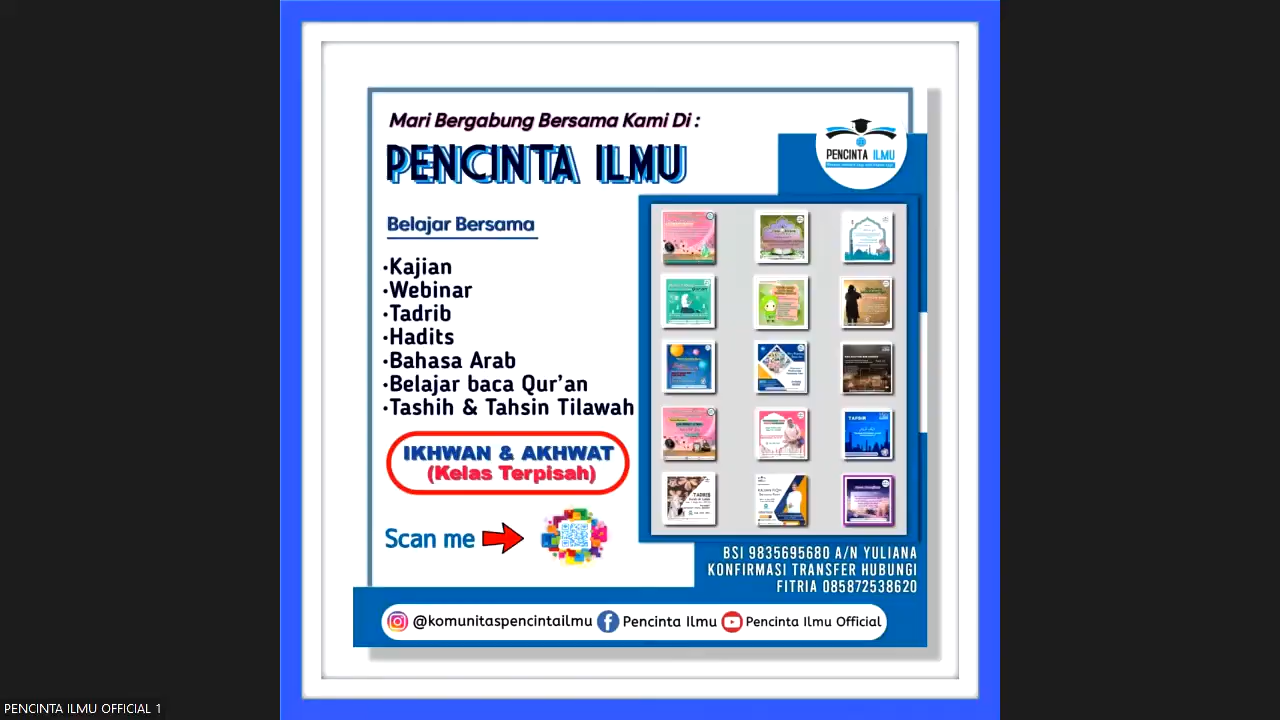 Mari Bergabung Bersama Kami Di :
PENCINTA ILMU
PENCINTA ILMU
Belajar Bersama
•Kajian
•Webinar
•Tadrib
•Hadits
•Bahasa Arab
•Belajar baca Qur'an
•Tashih & Tahsin Tilawah
IKHWAN & AKHWAT
(Kelas Terpisah)
Scan me
TAFSIR
TADRIB
BSI 9835695680 A/N YULIANA
KONFIRMASI TRANSFER HUBUNGI
FITRIA 085872538620
@komunitaspencintailmu Pencinta Ilmu Pencinta Ilmu Official
PENCINTA ILMU OFFICIAL 1